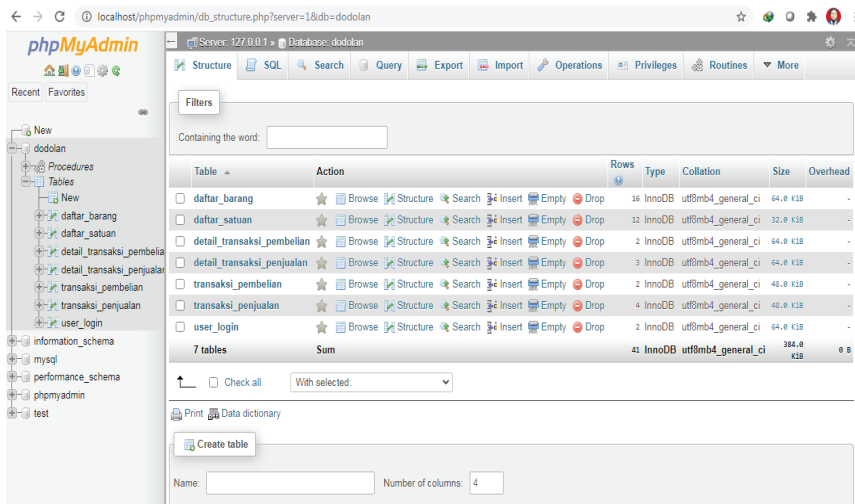 localhost/phpmyadmin/db_structure.php?server=1&db=dodolan
phpMyAdmin
Recent Favorites
New
dodolan
Procedures
Tables
New
daftar_barang
daftar_satuan
detail_transaksi_pembelia
detail_transaksi_penjualan
transaksi_pembelian
transaksi_penjualan
user_login
information_schema
mysql
performance_schema
phpmyadmin
test
Server: 127.0.0.1 » Database: dodolan
Structure SQL Search Query Export Import Operations Privileges Routines More
Filters
Containing the word:
Table Action Rows Type Collation Size Overhead
daftar_barang Browse Structure Search Insert Empty Drop 16 InnoDB utf8mb4_general_ci 64.0 KiB -
daftar_satuan Browse Structure Search Insert Empty Drop 12 InnoDB utf8mb4_general_ci 32.0 KiB -
detail_transaksi_pembelian Browse Structure Search Insert Empty Drop 2 InnoDB utf8mb4_general_ci 64.0 KiB -
detail_transaksi_penjualan Browse Structure Search Insert Empty Drop 3 InnoDB utf8mb4_general_ci 64.0 KiB -
transaksi_pembelian Browse Structure Search Insert Empty Drop 2 InnoDB utf8mb4_general_ci 48.0 KiB -
transaksi_penjualan Browse Structure Search Insert Empty Drop 4 InnoDB utf8mb4_general_ci 48.0 KiB -
user_login Browse Structure Search Insert Empty Drop 2 InnoDB utf8mb4_general_ci 64.0 KiB -
7 tables Sum 41 InnoDB utf8mb4_general_ci 384.0 KiB 0 B
Check all With selected:
Print Data dictionary
Create table
Name: Number of columns: 4